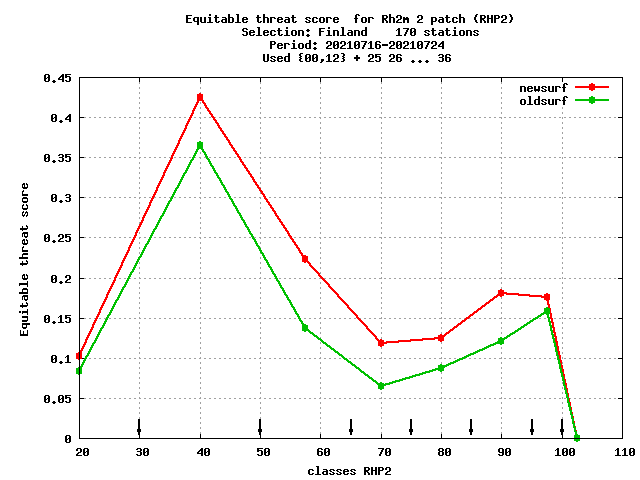 Equitable threat score  for Rh2m 2 patch (RHP2)
Selection: Finland    170 stations
Period: 20210716-20210724
Used {00,12} + 25 26 ... 36
newsurf
oldsurf
0.45
0.4
0.35
0.3
0.25
0.2
0.15
0.1
0.05
0
Equitable threat score
20 30 40 50 60 70 80 90 100 110
classes RHP2